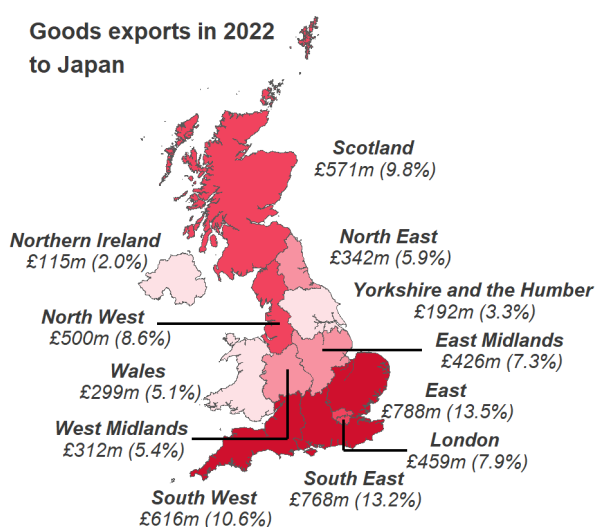 Goods exports in 2022
to Japan
Scotland
£571m (9.8%)
Northern Ireland
£115m (2.0%)
North East
£342m (5.9%)
Yorkshire and the Humber
£192m (3.3%)
North West
£500m (8.6%)
East Midlands
£426m (7.3%)
Wales
£299m (5.1%)
East
£788m (13.5%)
West Midlands
£312m (5.4%)
London
£459m (7.9%)
South East
£768m (13.2%)
South West
£616m (10.6%)